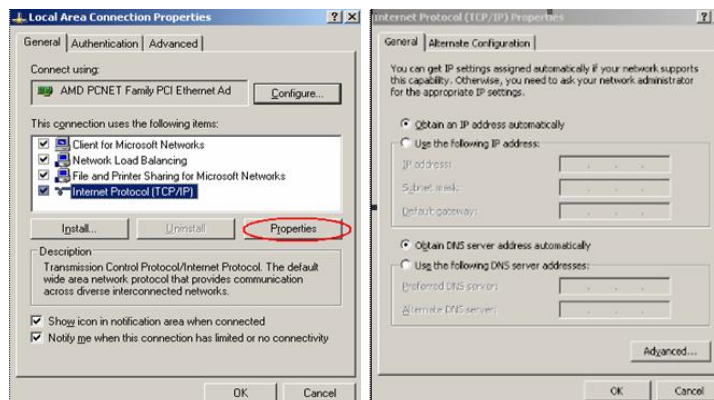 Local Area Connection Properties
General Authentication Advanced
Connect using:
AMD PCNET Family PCI Ethernet Ad Configure...
This connection uses the following items:
Client for Microsoft Networks
Network Load Balancing
File and Printer Sharing for Microsoft Networks
Internet Protocol (TCP/IP)
Install... Uninstall Properties
Description
Transmission Control Protocol/Internet Protocol. The default
wide area network protocol that provides communication
across diverse interconnected networks.
Show icon in notification area when connected
Notify me when this connection has limited or no connectivity
OK Cancel
Internet Protocol (TCP/IP) Properties
General Alternate Configuration
You can get IP settings assigned automatically if your network supports
this capability. Otherwise, you need to ask your network administrator
for the appropriate IP settings.
Obtain an IP address automatically
Use the following IP address:
IP address:
Subnet mask:
Default gateway:
Obtain DNS server address automatically
Use the following DNS server addresses:
Preferred DNS server:
Alternate DNS server:
Advanced...
OK Cancel